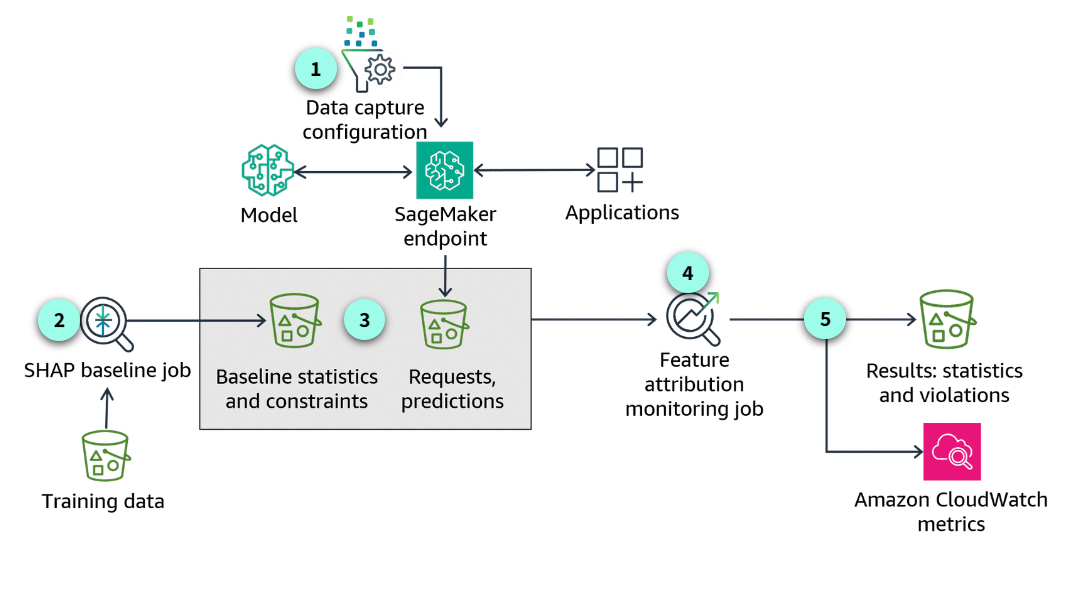 1
Data capture
configuration
Model
SageMaker
endpoint
Applications
2
SHAP baseline job
Training data
3
Baseline statistics
and constraints
Requests,
predictions
4
Feature
attribution
monitoring job
5
Results: statistics
and violations
Amazon CloudWatch
metrics